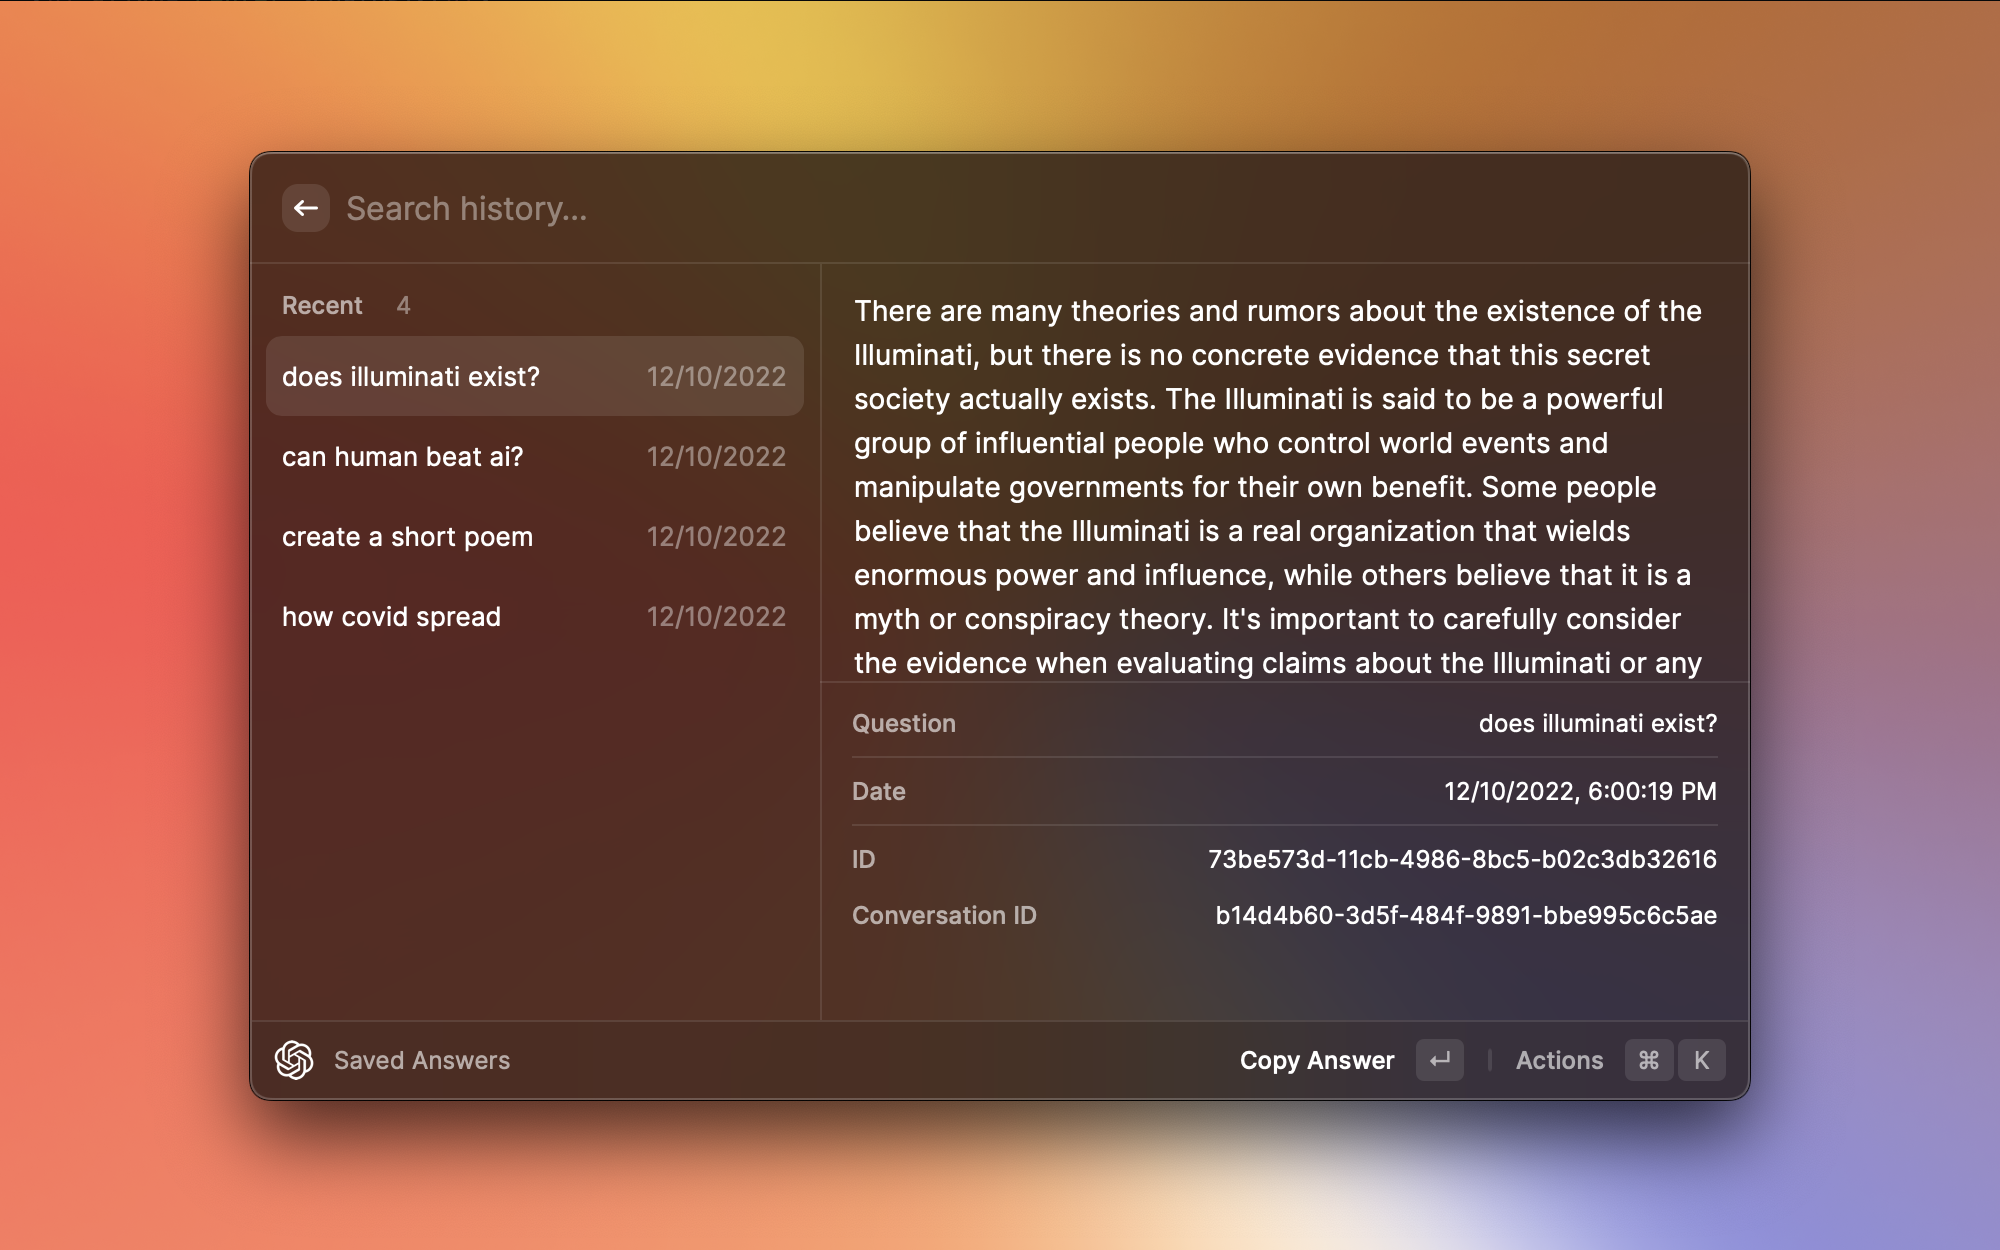 Search history...
Recent 4
does illuminati exist? 12/10/2022
can human beat ai? 12/10/2022
create a short poem 12/10/2022
how covid spread 12/10/2022
There are many theories and rumors about the existence of the
Illuminati, but there is no concrete evidence that this secret
society actually exists. The Illuminati is said to be a powerful
group of influential people who control world events and
manipulate governments for their own benefit. Some people
believe that the Illuminati is a real organization that wields
enormous power and influence, while others believe that it is a
myth or conspiracy theory. It's important to carefully consider
the evidence when evaluating claims about the Illuminati or any
Question does illuminati exist?
Date 12/10/2022, 6:00:19 PM
ID 73be573d-11cb-4986-8bc5-b02c3db32616
Conversation ID b14d4b60-3d5f-484f-9891-bbe995c6c5ae
Saved Answers Copy Answer ↵ Actions ⌘ K